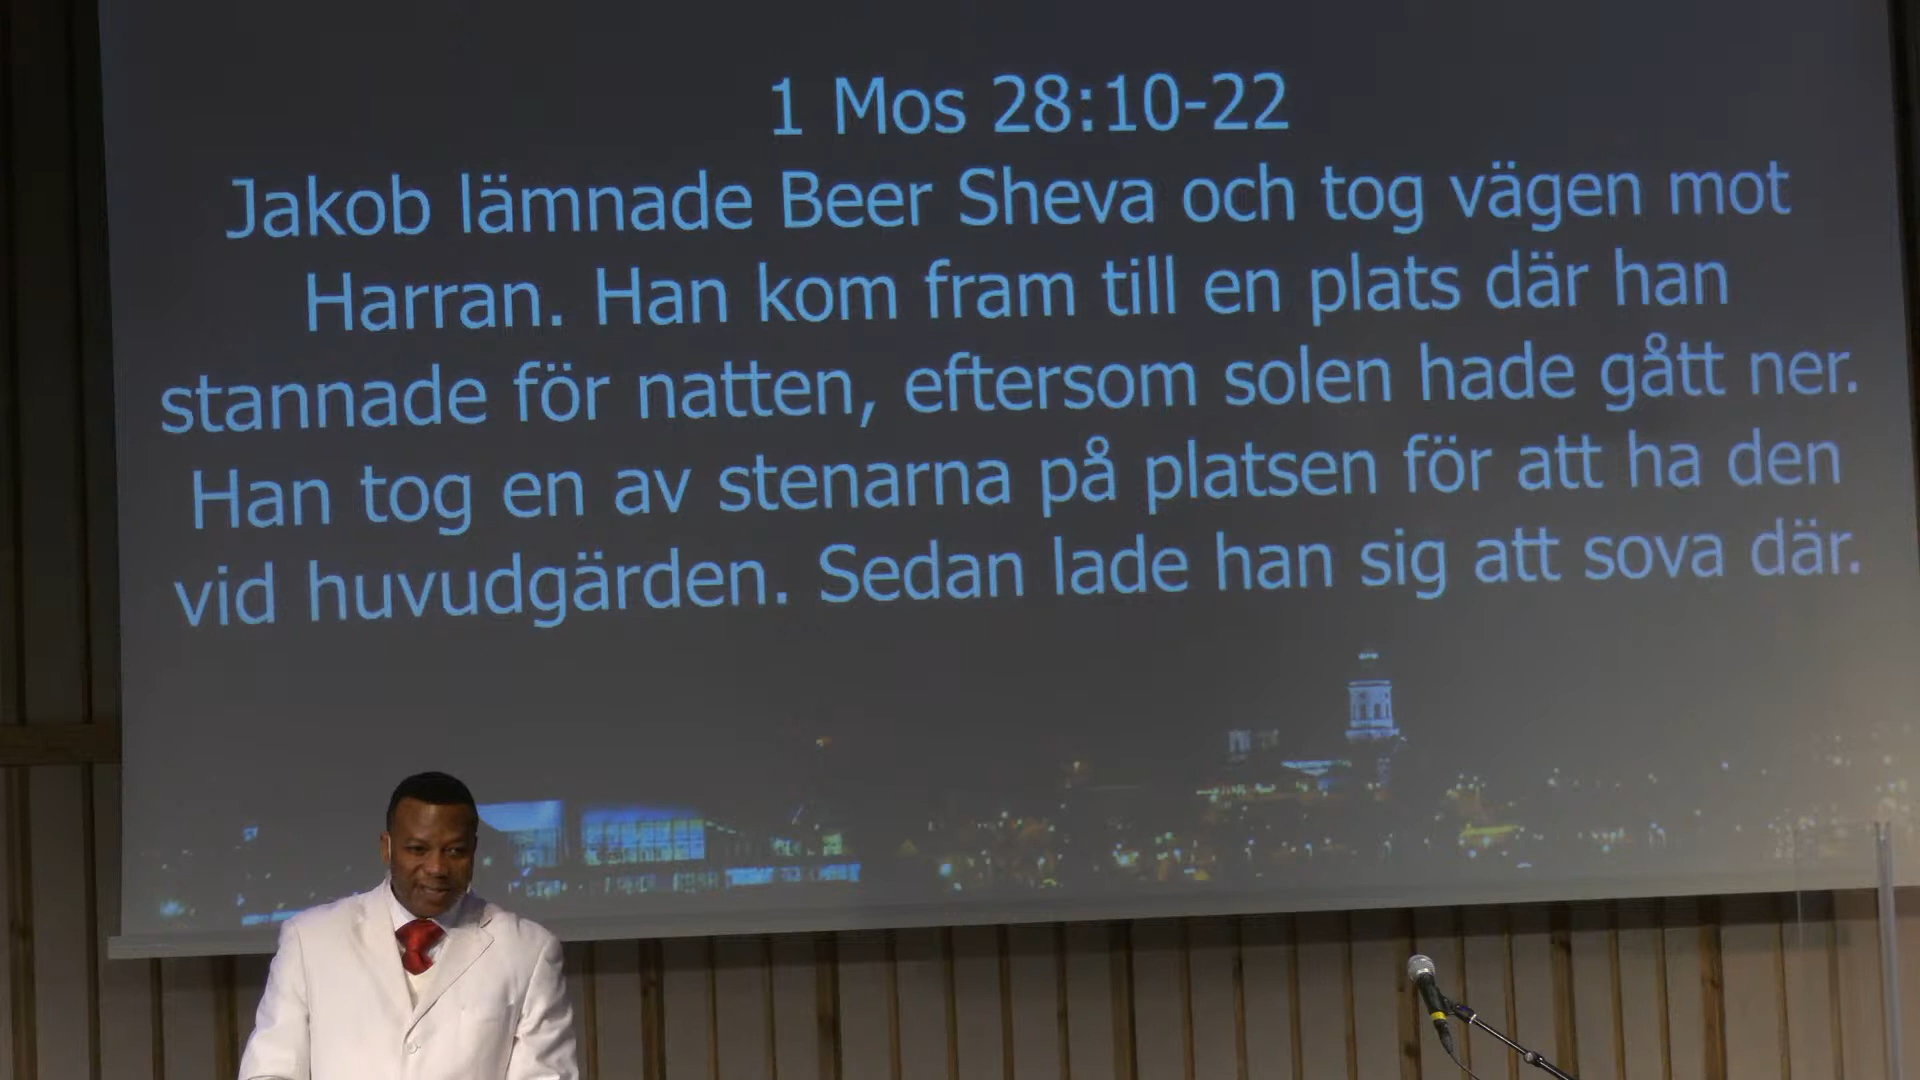 1 Mos 28:10-22
Jakob lämnade Beer Sheva och tog vägen mot
Harran. Han kom fram till en plats där han
stannade för natten, eftersom solen hade gått ner.
Han tog en av stenarna på platsen för att ha den
vid huvudgärden. Sedan lade han sig att sova där.